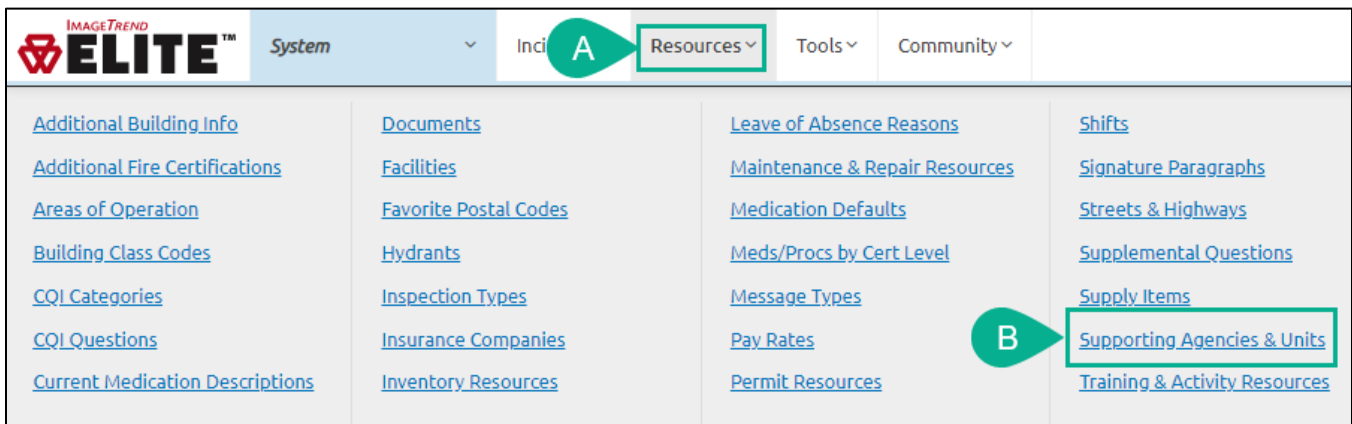 IMAGETREND
ELITE™
System Inci A Resources Tools Community
Additional Building Info
Additional Fire Certifications
Areas of Operation
Building Class Codes
CQI Categories
CQI Questions
Current Medication Descriptions
Documents
Facilities
Favorite Postal Codes
Hydrants
Inspection Types
Insurance Companies
Inventory Resources
Leave of Absence Reasons
Maintenance & Repair Resources
Medication Defaults
Meds/Procs by Cert Level
Message Types
Pay Rates
Permit Resources
Shifts
Signature Paragraphs
Streets & Highways
Supplemental Questions
Supply Items
B Supporting Agencies & Units
Training & Activity Resources